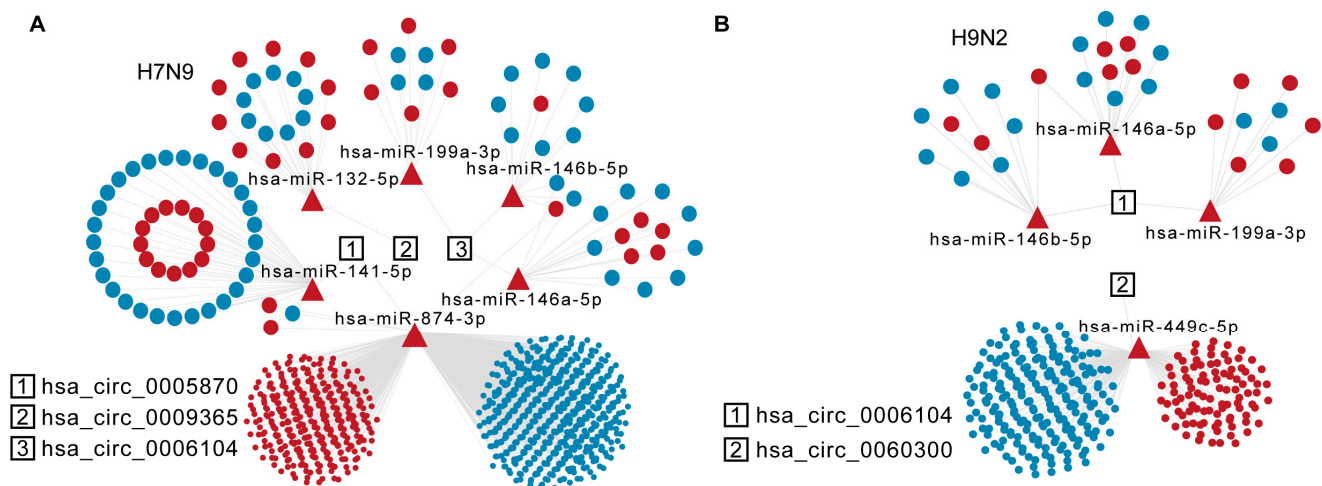 A
H7N9
hsa-miR-199a-3p
hsa-miR-132-5p
hsa-miR-146b-5p
1
2
3
hsa-miR-141-5p
hsa-miR-146a-5p
hsa-miR-874-3p
1 hsa_circ_0005870
2 hsa_circ_0009365
3 hsa_circ_0006104
B
H9N2
hsa-miR-146a-5p
1
hsa-miR-146b-5p
hsa-miR-199a-3p
2
hsa-miR-449c-5p
1 hsa_circ_0006104
2 hsa_circ_0060300